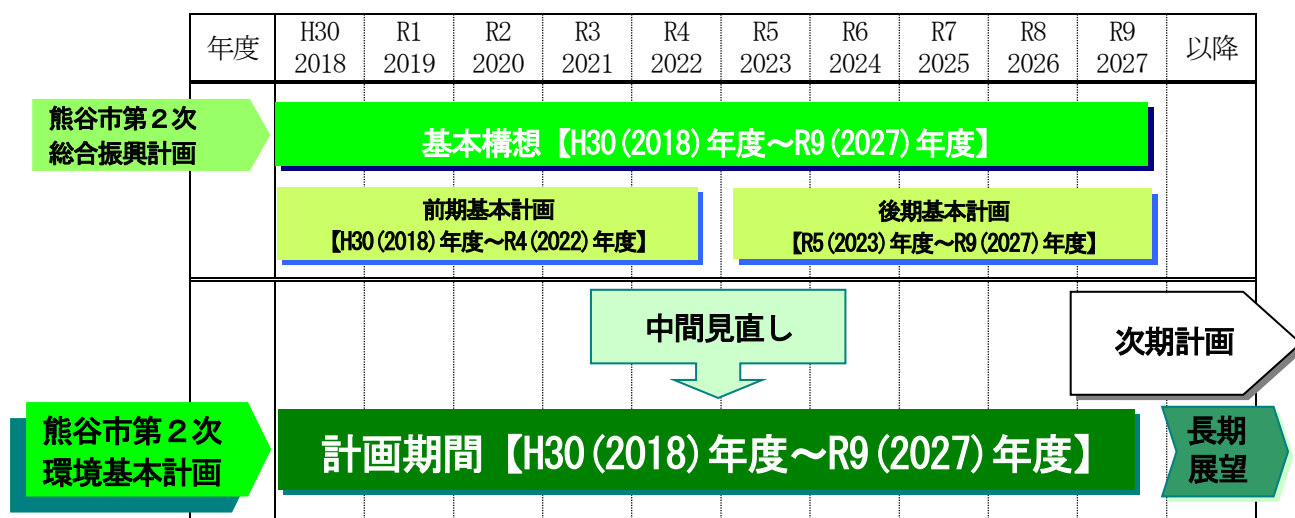 年度 H30 R1 R2 R3 R4 R5 R6 R7 R8 R9 以降
2018 2019 2020 2021 2022 2023 2024 2025 2026 2027
熊谷市第２次
総合振興計画
基本構想【H30(2018)年度～R9(2027)年度】
前期基本計画
【H30(2018)年度～R4(2022)年度】
後期基本計画
【R5(2023)年度～R9(2027)年度】
中間見直し
次期計画
熊谷市第２次
環境基本計画
計画期間【H30(2018)年度～R9(2027)年度】
長期
展望